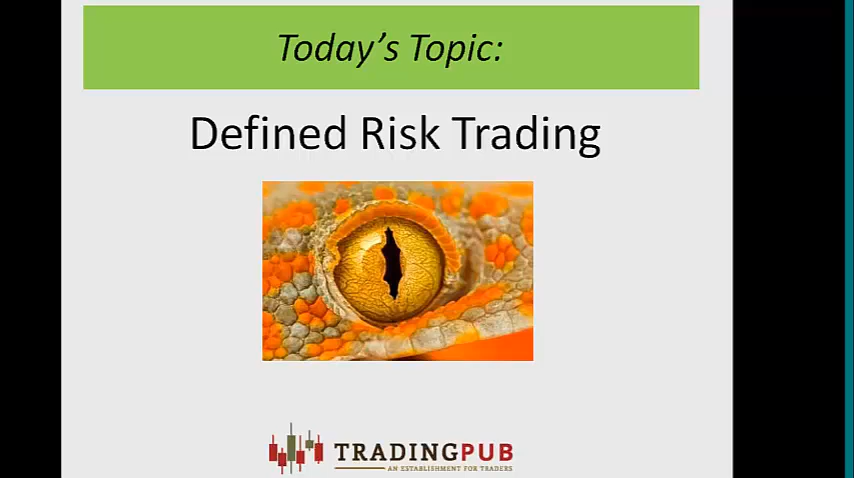 Today's Topic:
Defined Risk Trading
TRADINGPUB
AN ESTABLISHMENT FOR TRADERS